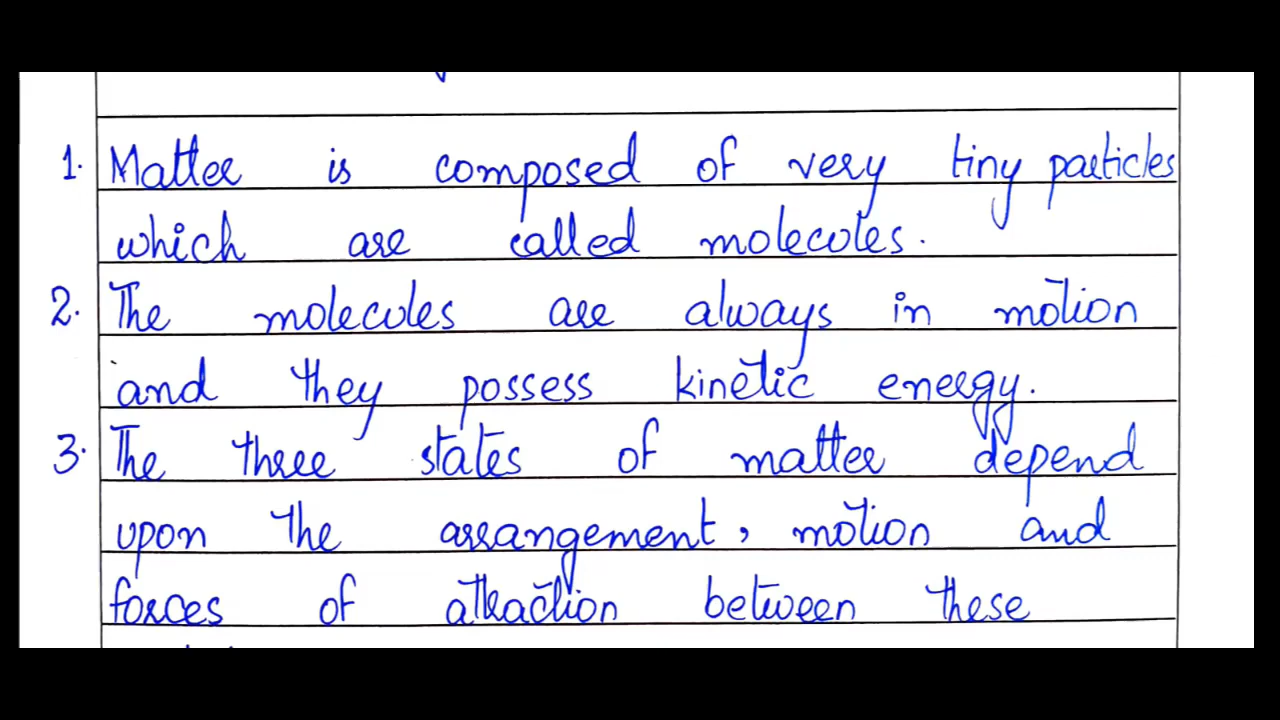 1. Matter is composed of very tiny particles
which are called molecules.
2. The molecules are always in motion
and they possess kinetic energy.
3. The three states of matter depend
upon the arrangement, motion and
forces of attraction between these